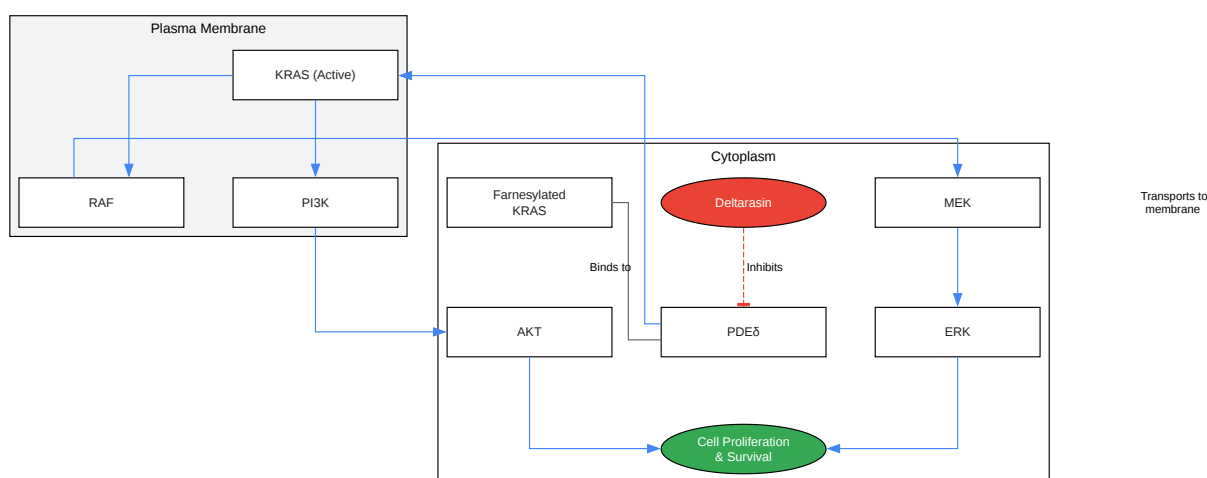 Plasma Membrane
KRAS (Active)
RAF
PI3K
Cytoplasm
Farnesylated
KRAS
Deltarasin
MEK
Transports to
membrane
Binds to
Inhibits
AKT
PDEδ
ERK
Cell Proliferation
& Survival